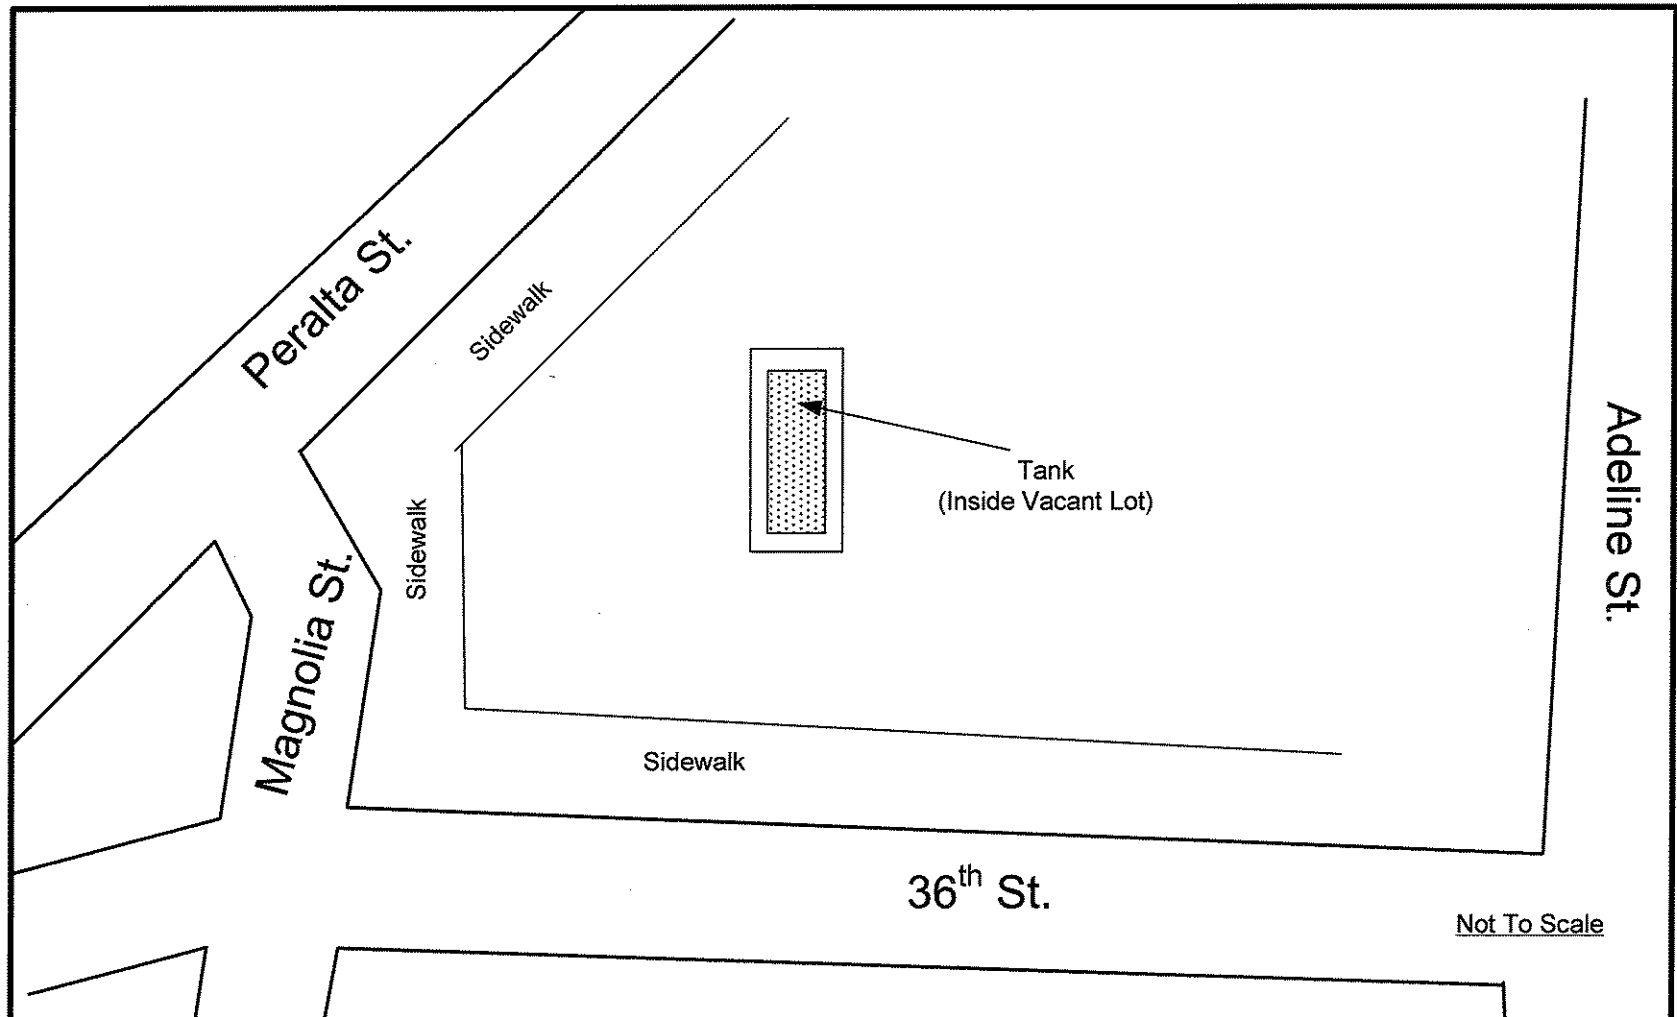 Peralta St.
Sidewalk
Tank
(Inside Vacant Lot)
Adeline St.
Sidewalk
Magnolia St.
Sidewalk
36th St.
Not To Scale